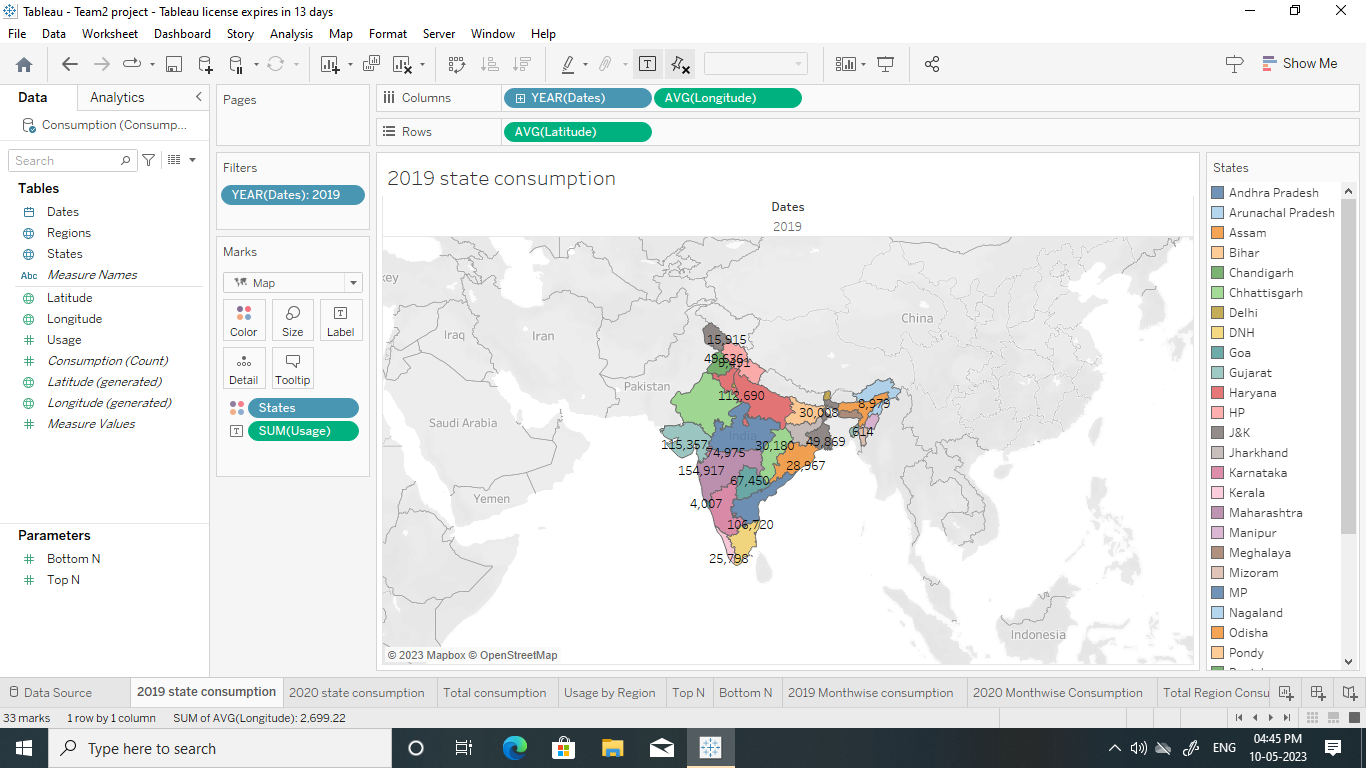 Tableau - Team2 project - Tableau license expires in 13 days
File Data Worksheet Dashboard Story Analysis Map Format Server Window Help
Show Me
Data Analytics
Consumption (Consump...
Search
Tables
Dates
Regions
States
Abc Measure Names
Latitude
Longitude
Usage
Consumption (Count)
Latitude (generated)
Longitude (generated)
Measure Values
Parameters
Bottom N
Top N
Pages
Filters
YEAR(Dates): 2019
Marks
Map
Color Size Label
Detail Tooltip
States
SUM(Usage)
Columns YEAR(Dates) AVG(Longitude)
Rows AVG(Latitude)
2019 state consumption
Dates
2019
China
Iraq
Iran
Pakistan
Saudi Arabia
Yemen
India
Indonesia
15,915
112,690
30,008
8,979
614
115,357
74,975
30,180
49,869
154,917
28,967
67,450
4,007
106,720
25,798
© 2023 Mapbox © OpenStreetMap
States
Andhra Pradesh
Arunachal Pradesh
Assam
Bihar
Chandigarh
Chhattisgarh
Delhi
DNH
Goa
Gujarat
Haryana
HP
J&K
Jharkhand
Karnataka
Kerala
Maharashtra
Manipur
Meghalaya
Mizoram
MP
Nagaland
Odisha
Pondy
Data Source 2019 state consumption 2020 state consumption Total consumption Usage by Region Top N Bottom N 2019 Monthwise consumption 2020 Monthwise Consumption Total Region Consu
33 marks 1 row by 1 column SUM of AVG(Longitude): 2,699.22
Type here to search
ENG
04:45 PM
10-05-2023